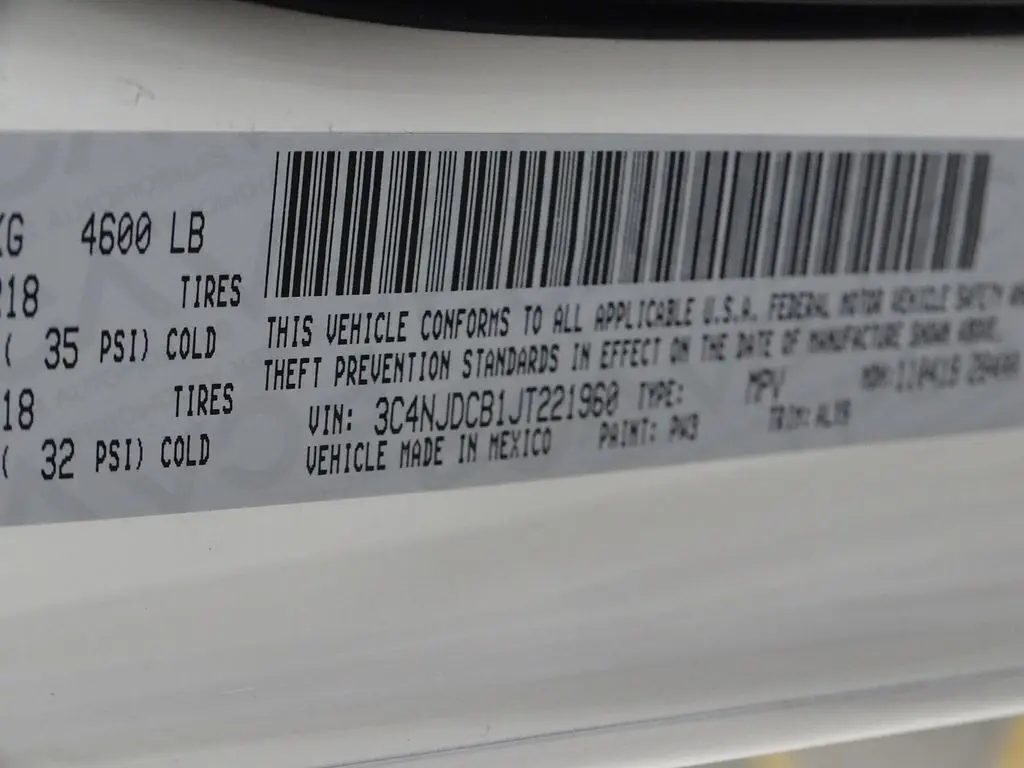 KG 4600 LB
218 TIRES
( 35 PSI) COLD
18 TIRES
( 32 PSI) COLD
THIS VEHICLE CONFORMS TO ALL APPLICABLE U.S.A. FEDERAL MOTOR VEHICLE SAFETY AN
THEFT PREVENTION STANDARDS IN EFFECT ON THE DATE OF MANUFACTURE SHOWN ABOVE.
VIN: 3C4NJDCB1JT221960 TYPE: MPV
VEHICLE MADE IN MEXICO PAINT: PW3 TRIM: